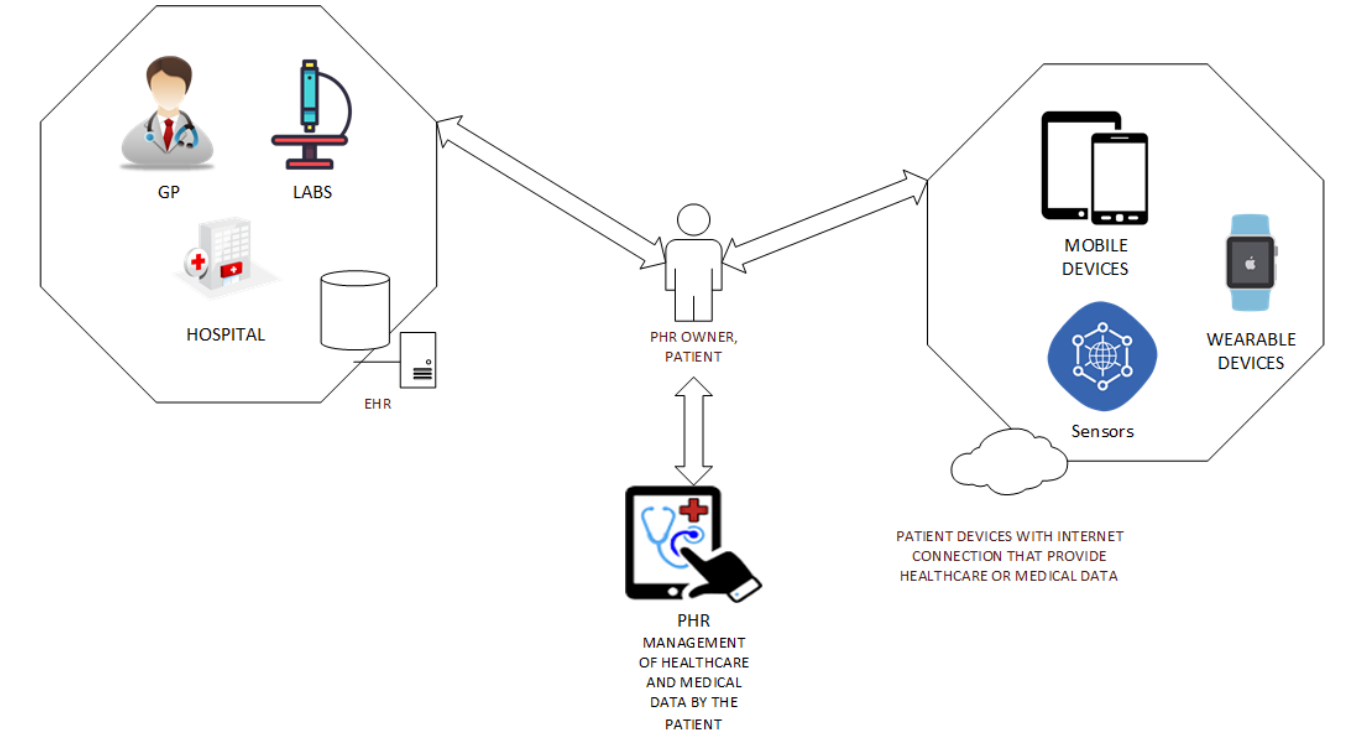 GP
LABS
HOSPITAL
EHR
PHR OWNER,
PATIENT
MOBILE
DEVICES
WEARABLE
DEVICES
Sensors
PATIENT DEVICES WITH INTERNET
CONNECTION THAT PROVIDE
HEALTHCARE OR MEDICAL DATA
PHR
MANAGEMENT
OF HEALTHCARE
AND MEDICAL
DATA BY THE
PATIENT